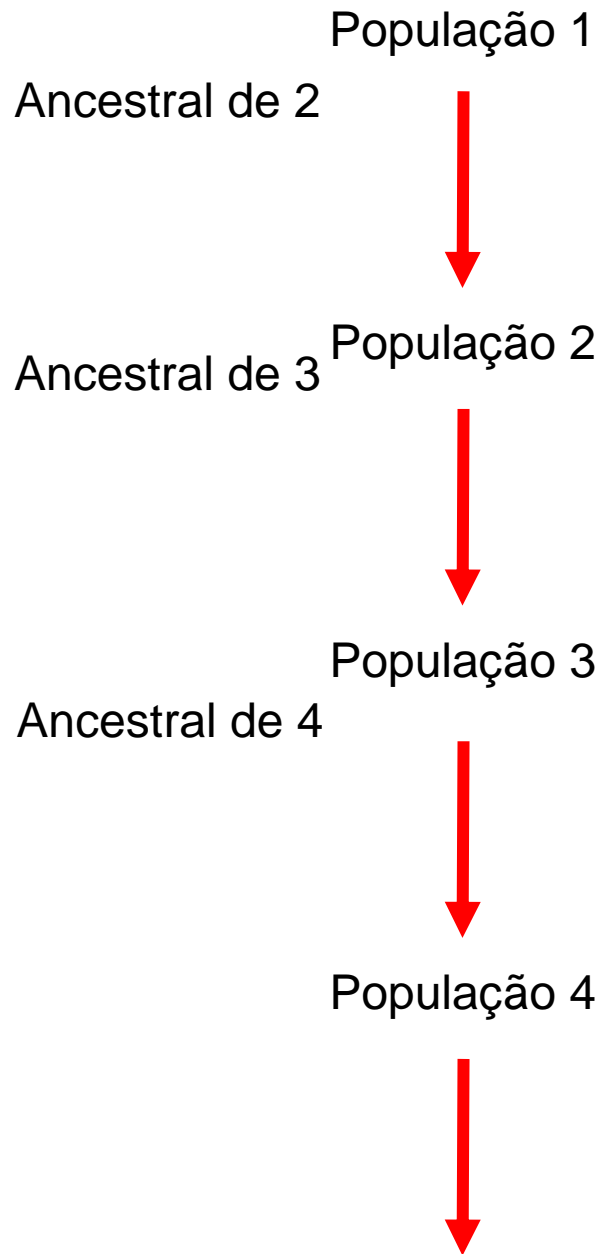 População 1
Ancestral de 2
População 2
Ancestral de 3
População 3
Ancestral de 4
População 4